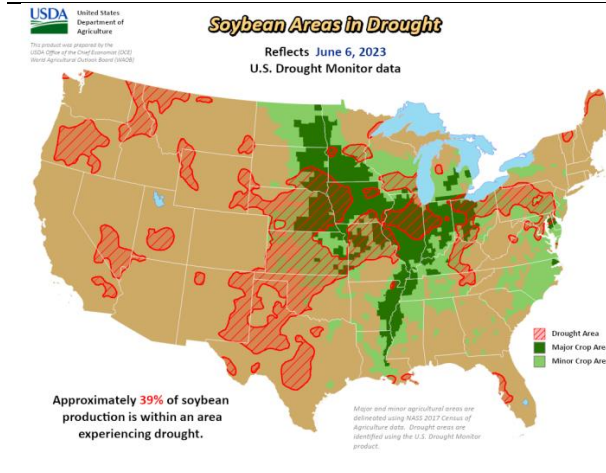 USDA
United States
Department of
Agriculture
This product was prepared by the
USDA Office of the Chief Economist (OCE)
World Agricultural Outlook Board (WAOB)
Soybean Areas in Drought
Reflects June 6, 2023
U.S. Drought Monitor data
Drought Area
Major Crop Area
Minor Crop Area
Approximately 39% of soybean
production is within an area
experiencing drought.
Major and minor agricultural areas are
delineated using NASS 2017 Census of
Agriculture data. Drought areas are
identified using the U.S. Drought Monitor
product.